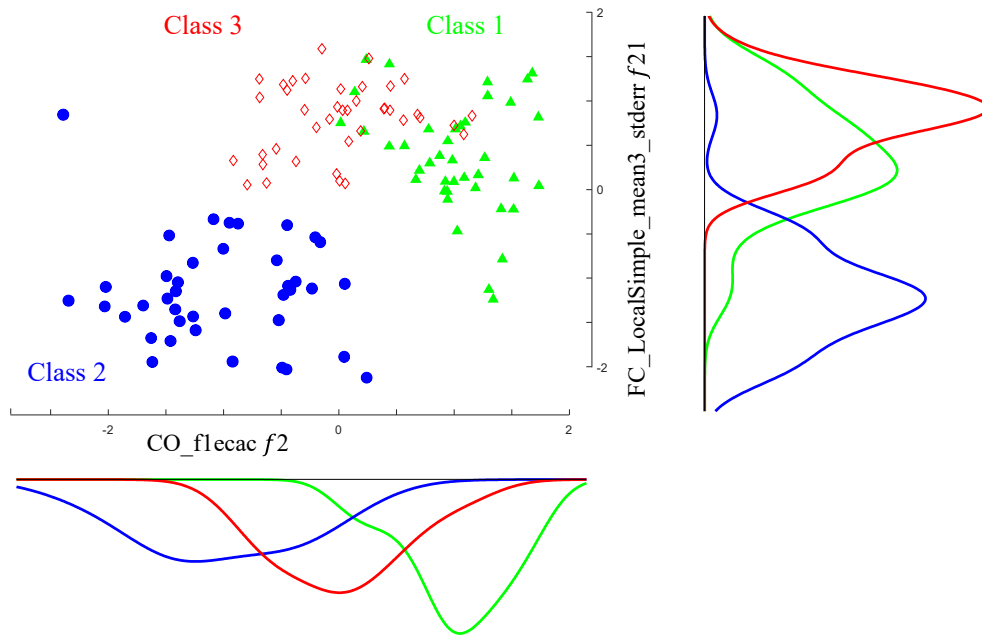 Class 3
Class 1
2
0
-2
FC_LocalSimple_mean3_stderr f21
Class 2
-2
0
2
CO_f1ecac f2